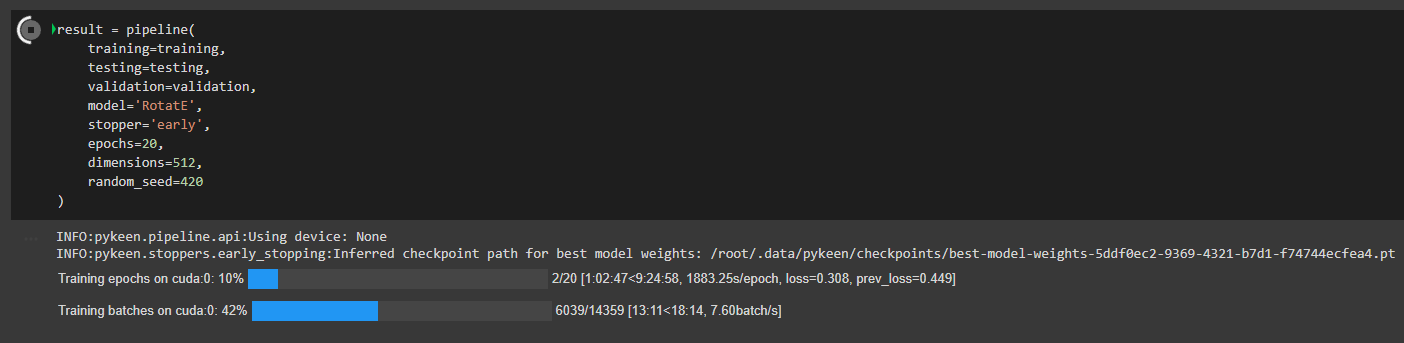 result = pipeline(
    training=training,
    testing=testing,
    validation=validation,
    model='RotatE',
    stopper='early',
    epochs=20,
    dimensions=512,
    random_seed=420
)
INFO:pykeen.pipeline.api:Using device: None
INFO:pykeen.stoppers.early_stopping:Inferred checkpoint path for best model weights: /root/.data/pykeen/checkpoints/best-model-weights-5ddf0ec2-9369-4321-b7d1-f74744ecfea4.pt
Training epochs on cuda:0: 10% 2/20 [1:02:47<9:24:58, 1883.25s/epoch, loss=0.308, prev_loss=0.449]
Training batches on cuda:0: 42% 6039/14359 [13:11<18:14, 7.60batch/s]